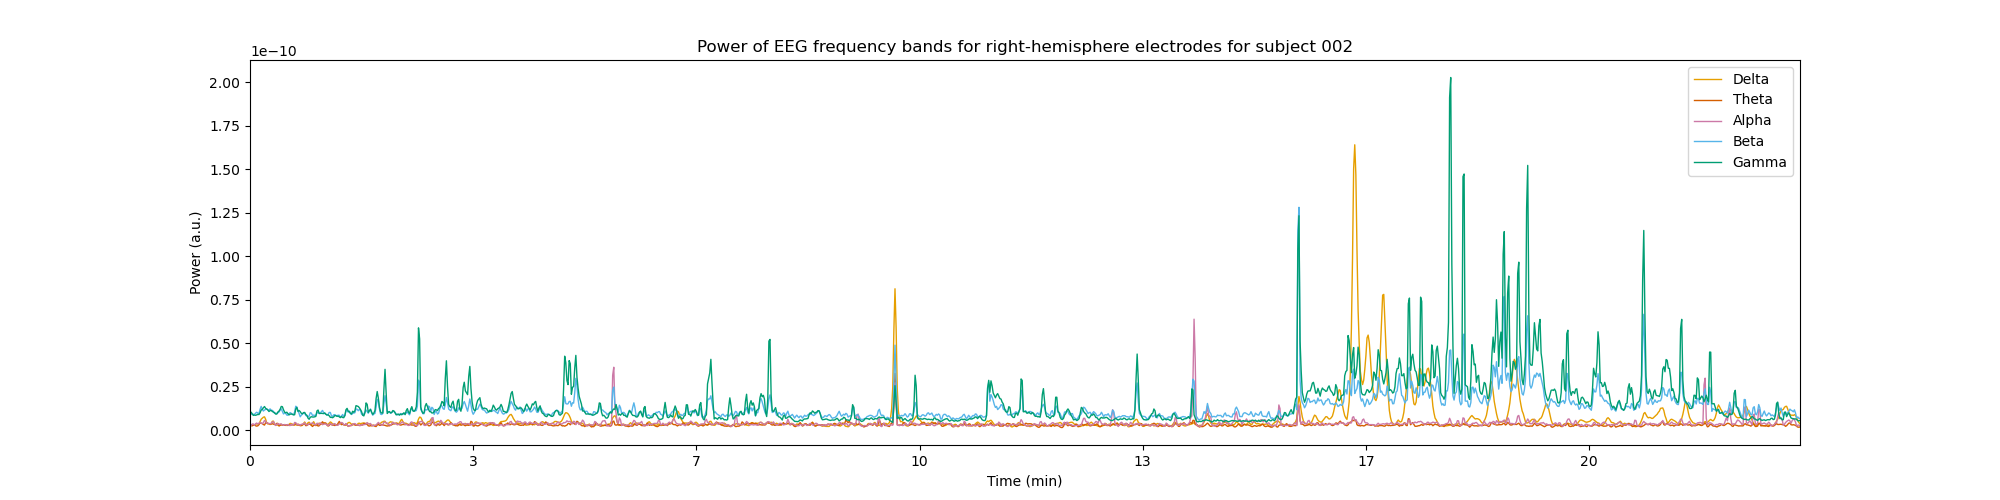 Power of EEG frequency bands for right-hemisphere electrodes for subject 002
1e−10
2.00
1.75
1.50
1.25
1.00
0.75
0.50
0.25
0.00
Power (a.u.)
Delta
Theta
Alpha
Beta
Gamma
0 3 7 10 13 17 20
Time (min)